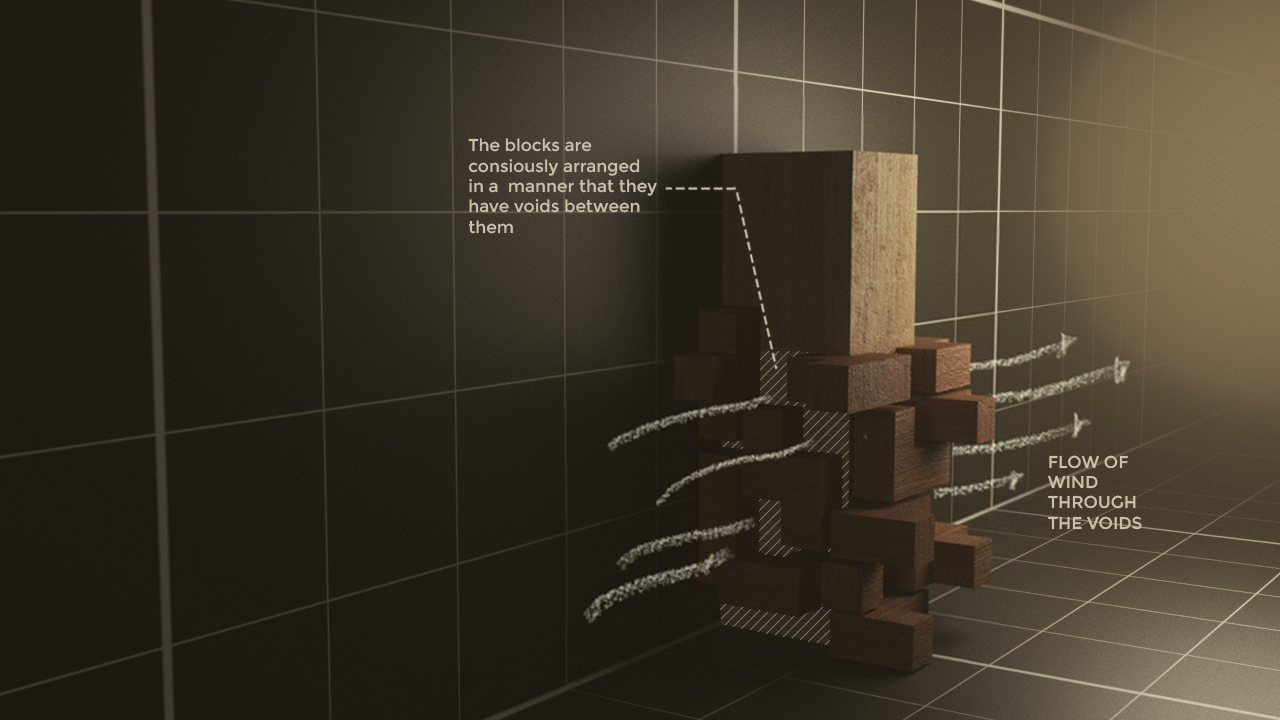 The blocks are
consiously arranged
in a  manner that they
have voids between
them
FLOW OF
WIND
THROUGH
THE VOIDS